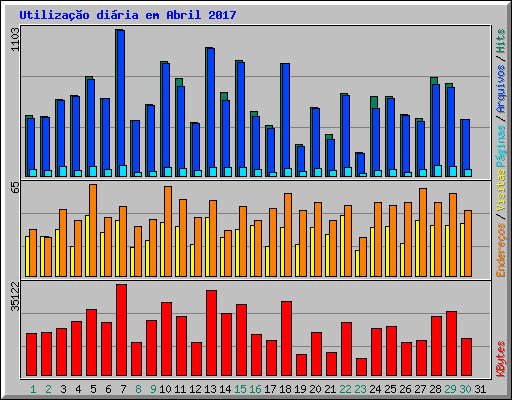 Utilização diária em Abril 2017
1103
65
35122
Endereços / Visitas Páginas / Arquivos / Hits
KBytes
1 2 3 4 5 6 7 8 9 10 11 12 13 14 15 16 17 18 19 20 21 22 23 24 25 26 27 28 29 30 31